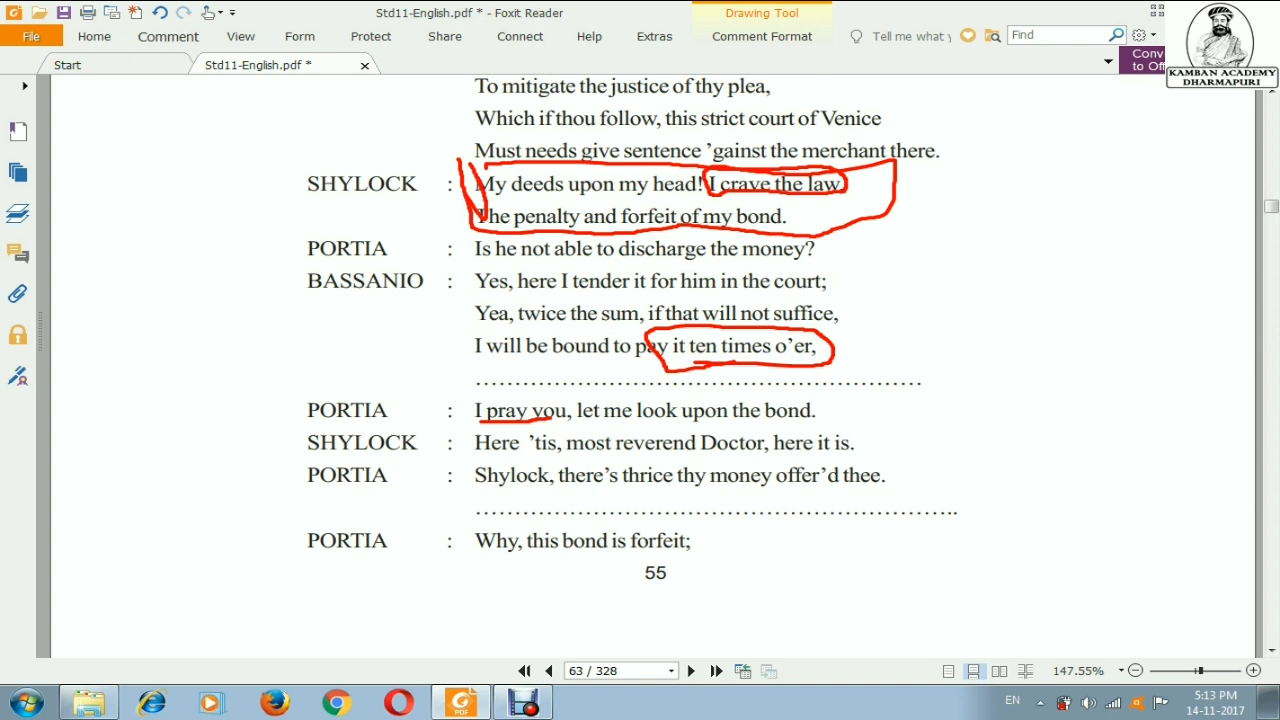 Std11-English.pdf * - Foxit Reader
Drawing Tool
File Home Comment View Form Protect Share Connect Help Extras Comment Format Tell me what y Find
Start Std11-English.pdf * x Conv
to Off
KAMBAN ACADEMY
DHARMAPURI
To mitigate the justice of thy plea,
Which if thou follow, this strict court of Venice
Must needs give sentence ’gainst the merchant there.
SHYLOCK : My deeds upon my head! I crave the law,
The penalty and forfeit of my bond.
PORTIA : Is he not able to discharge the money?
BASSANIO : Yes, here I tender it for him in the court;
Yea, twice the sum, if that will not suffice,
I will be bound to pay it ten times o’er,
……………………………………………………
PORTIA : I pray you, let me look upon the bond.
SHYLOCK : Here ’tis, most reverend Doctor, here it is.
PORTIA : Shylock, there’s thrice thy money offer’d thee.
………………………………………………………..
PORTIA : Why, this bond is forfeit;
55
63 / 328 147.55%
EN 5:13 PM
14-11-2017